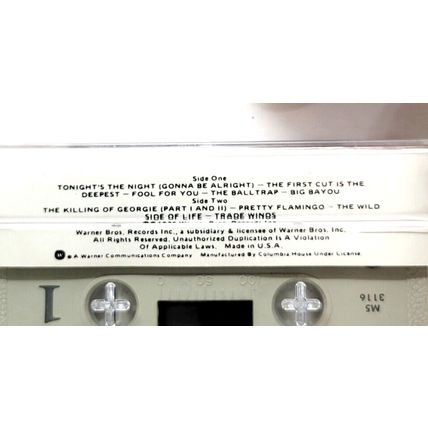 Side One
TONIGHT'S THE NIGHT (GONNA BE ALRIGHT) — THE FIRST CUT IS THE
DEEPEST — FOOL FOR YOU — THE BALLTRAP — BIG BAYOU
Side Two
THE KILLING OF GEORGIE (PART I AND II) — PRETTY FLAMINGO — THE WILD
SIDE OF LIFE — TRADE WINDS
Warner Bros. Records Inc., a subsidiary & licensee of Warner Bros. Inc.
All Rights Reserved. Unauthorized Duplication Is A Violation
Of Applicable Laws. Made in U.S.A.
W A Warner Communications Company Manufactured By Columbia House Under License.
1
M5
3116